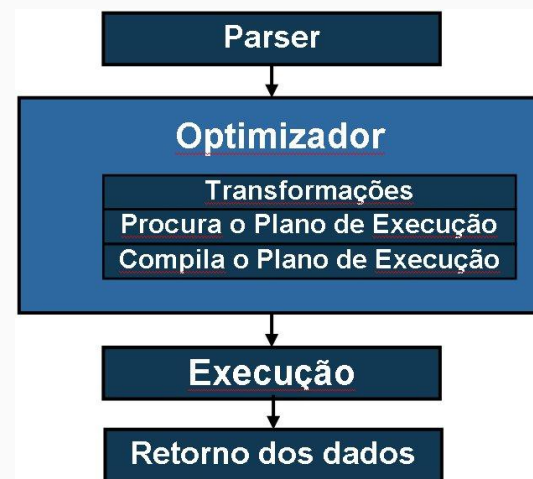 Parser
Optimizador
Transformações
Procura o Plano de Execução
Compila o Plano de Execução
Execução
Retorno dos dados